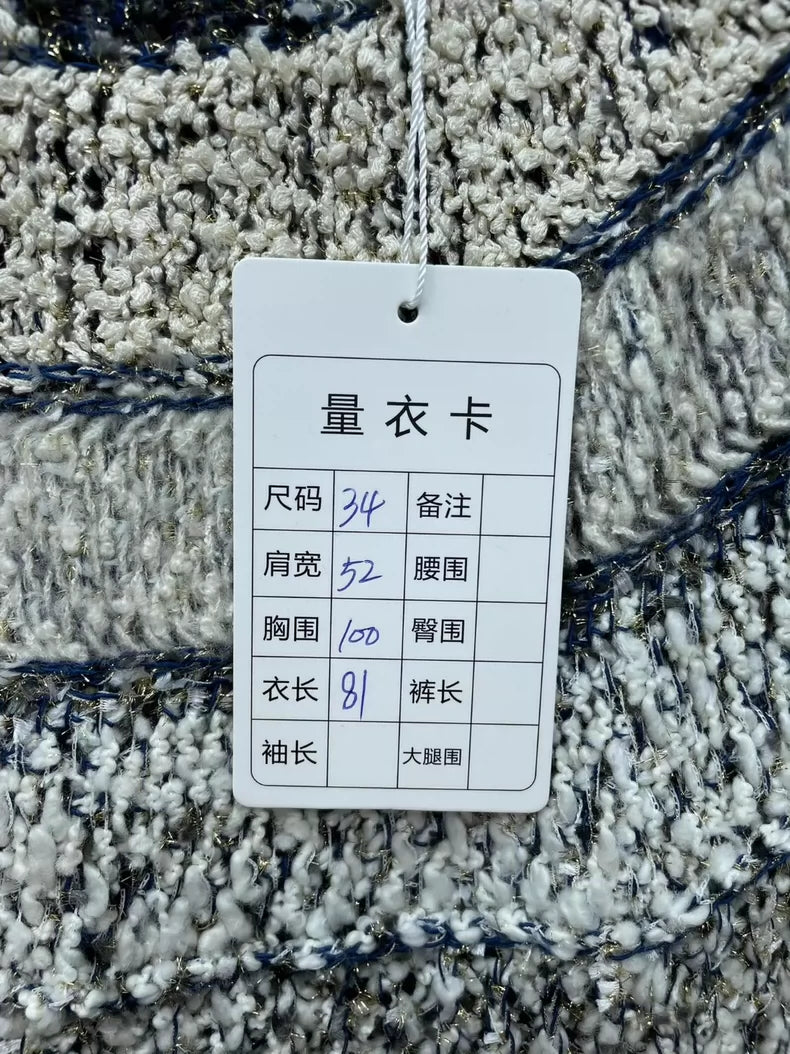 量衣卡
尺码 34 备注
肩宽 52 腰围
胸围 100 臀围
衣长 81 裤长
袖长 大腿围